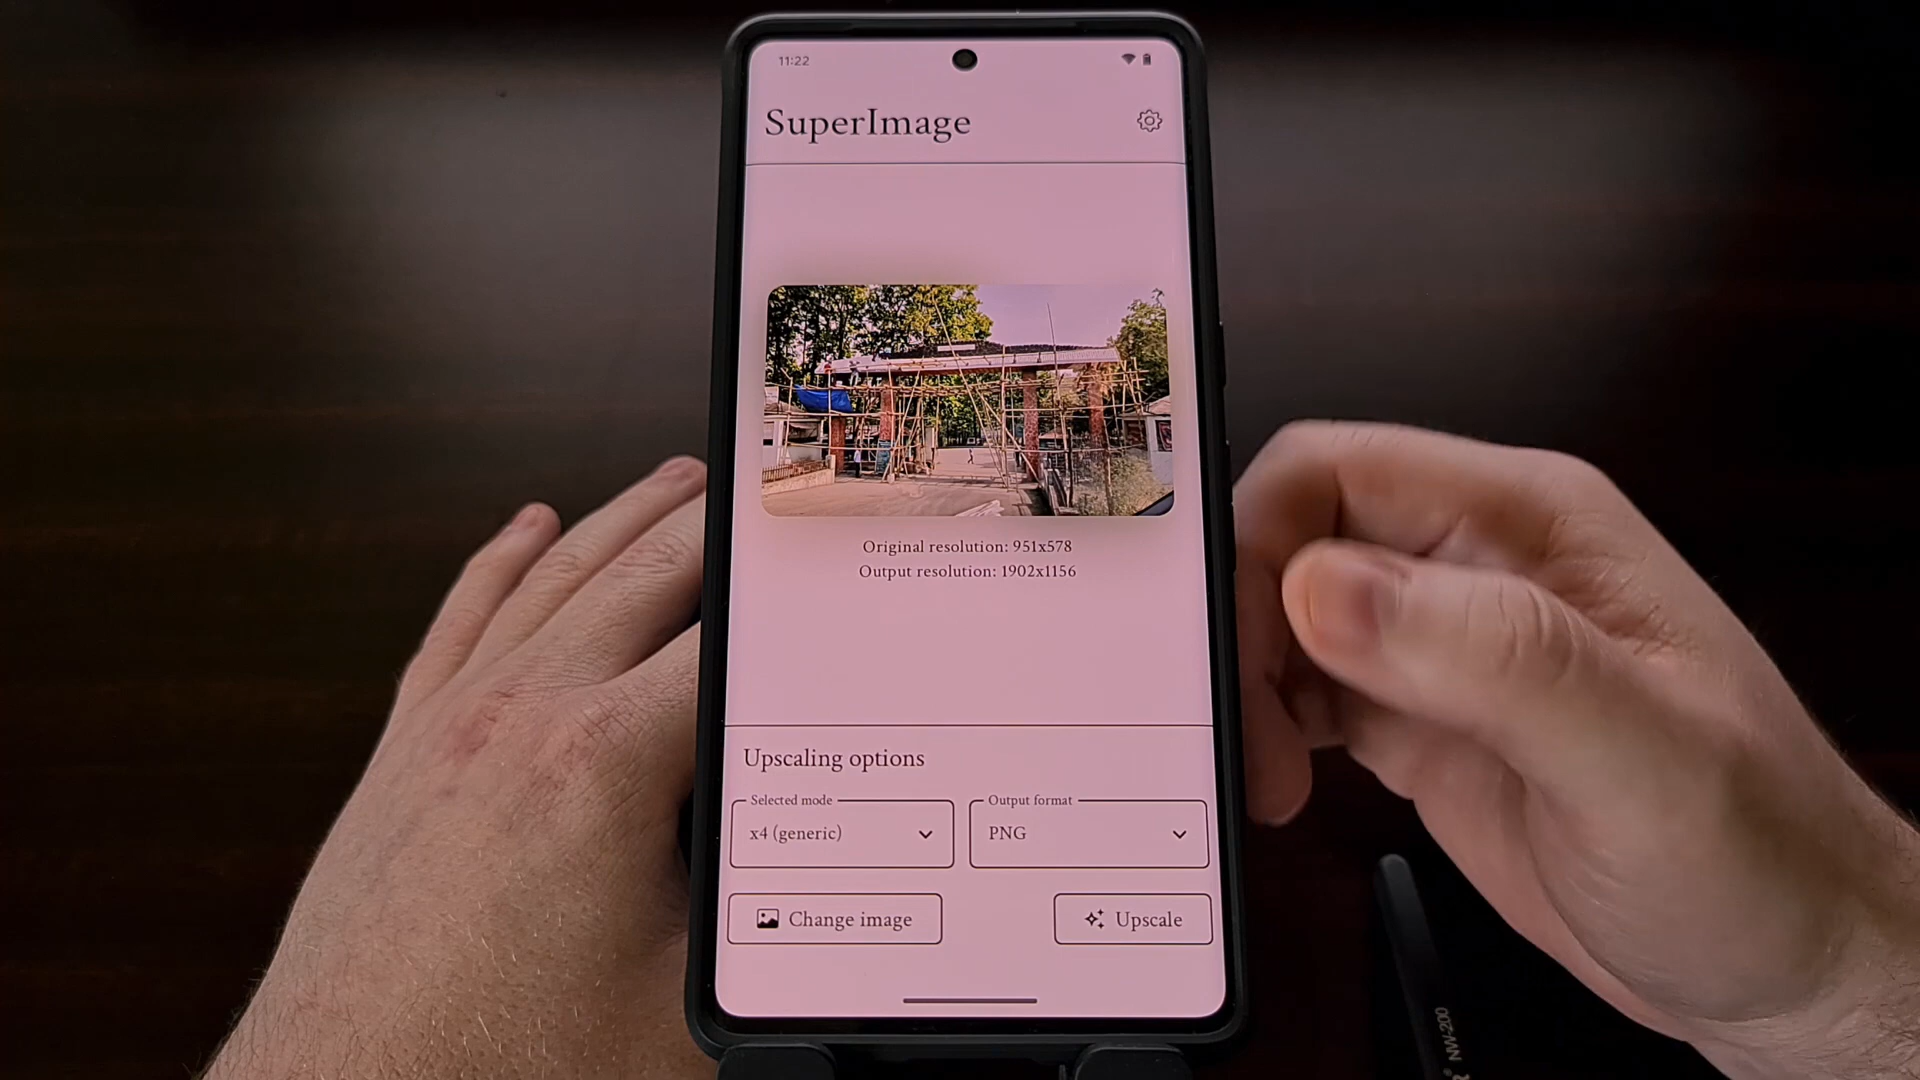 11:22
SuperImage
Original resolution: 951x578
Output resolution: 1902x1156
Upscaling options
Selected mode
Output format
x4 (generic)
PNG
Change image
Upscale
NW-200